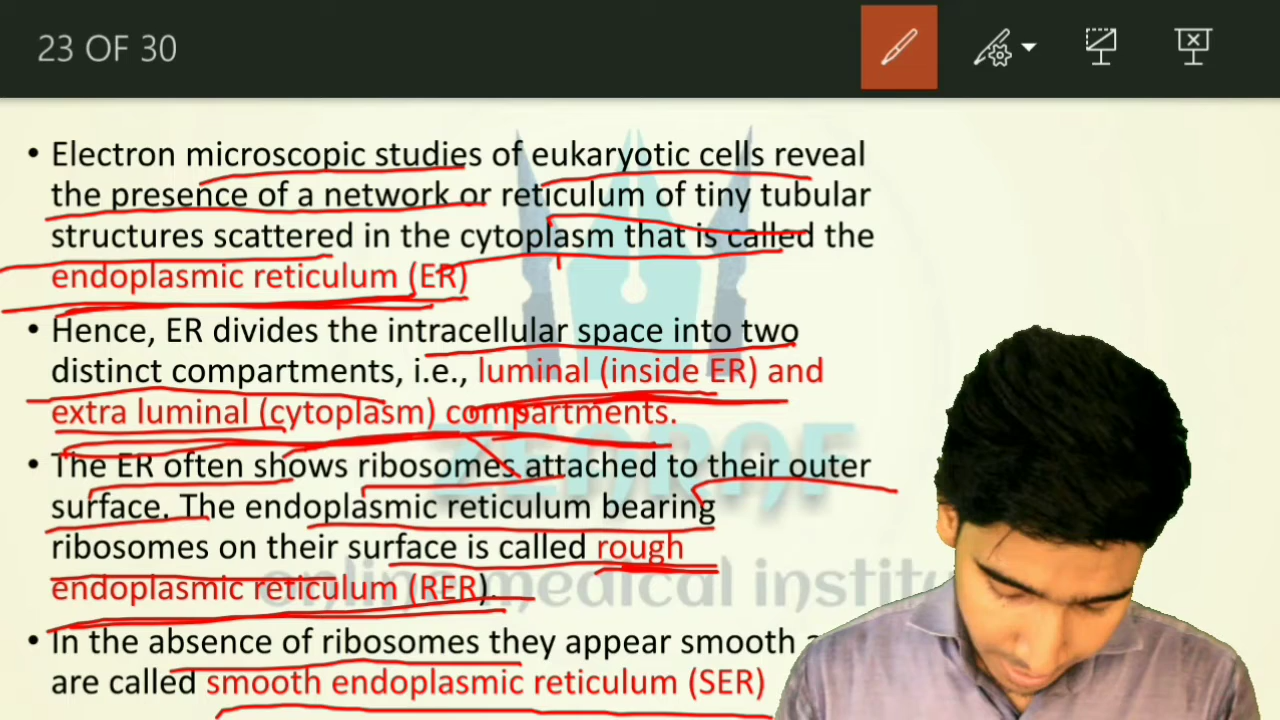 23 OF 30
• Electron microscopic studies of eukaryotic cells reveal
the presence of a network or reticulum of tiny tubular
structures scattered in the cytoplasm that is called the
endoplasmic reticulum (ER)
• Hence, ER divides the intracellular space into two
distinct compartments, i.e., luminal (inside ER) and
extra luminal (cytoplasm) compartments.
• The ER often shows ribosomes attached to their outer
surface. The endoplasmic reticulum bearing
ribosomes on their surface is called rough
endoplasmic reticulum (RER).
• In the absence of ribosomes they appear smooth
are called smooth endoplasmic reticulum (SER)
online medical